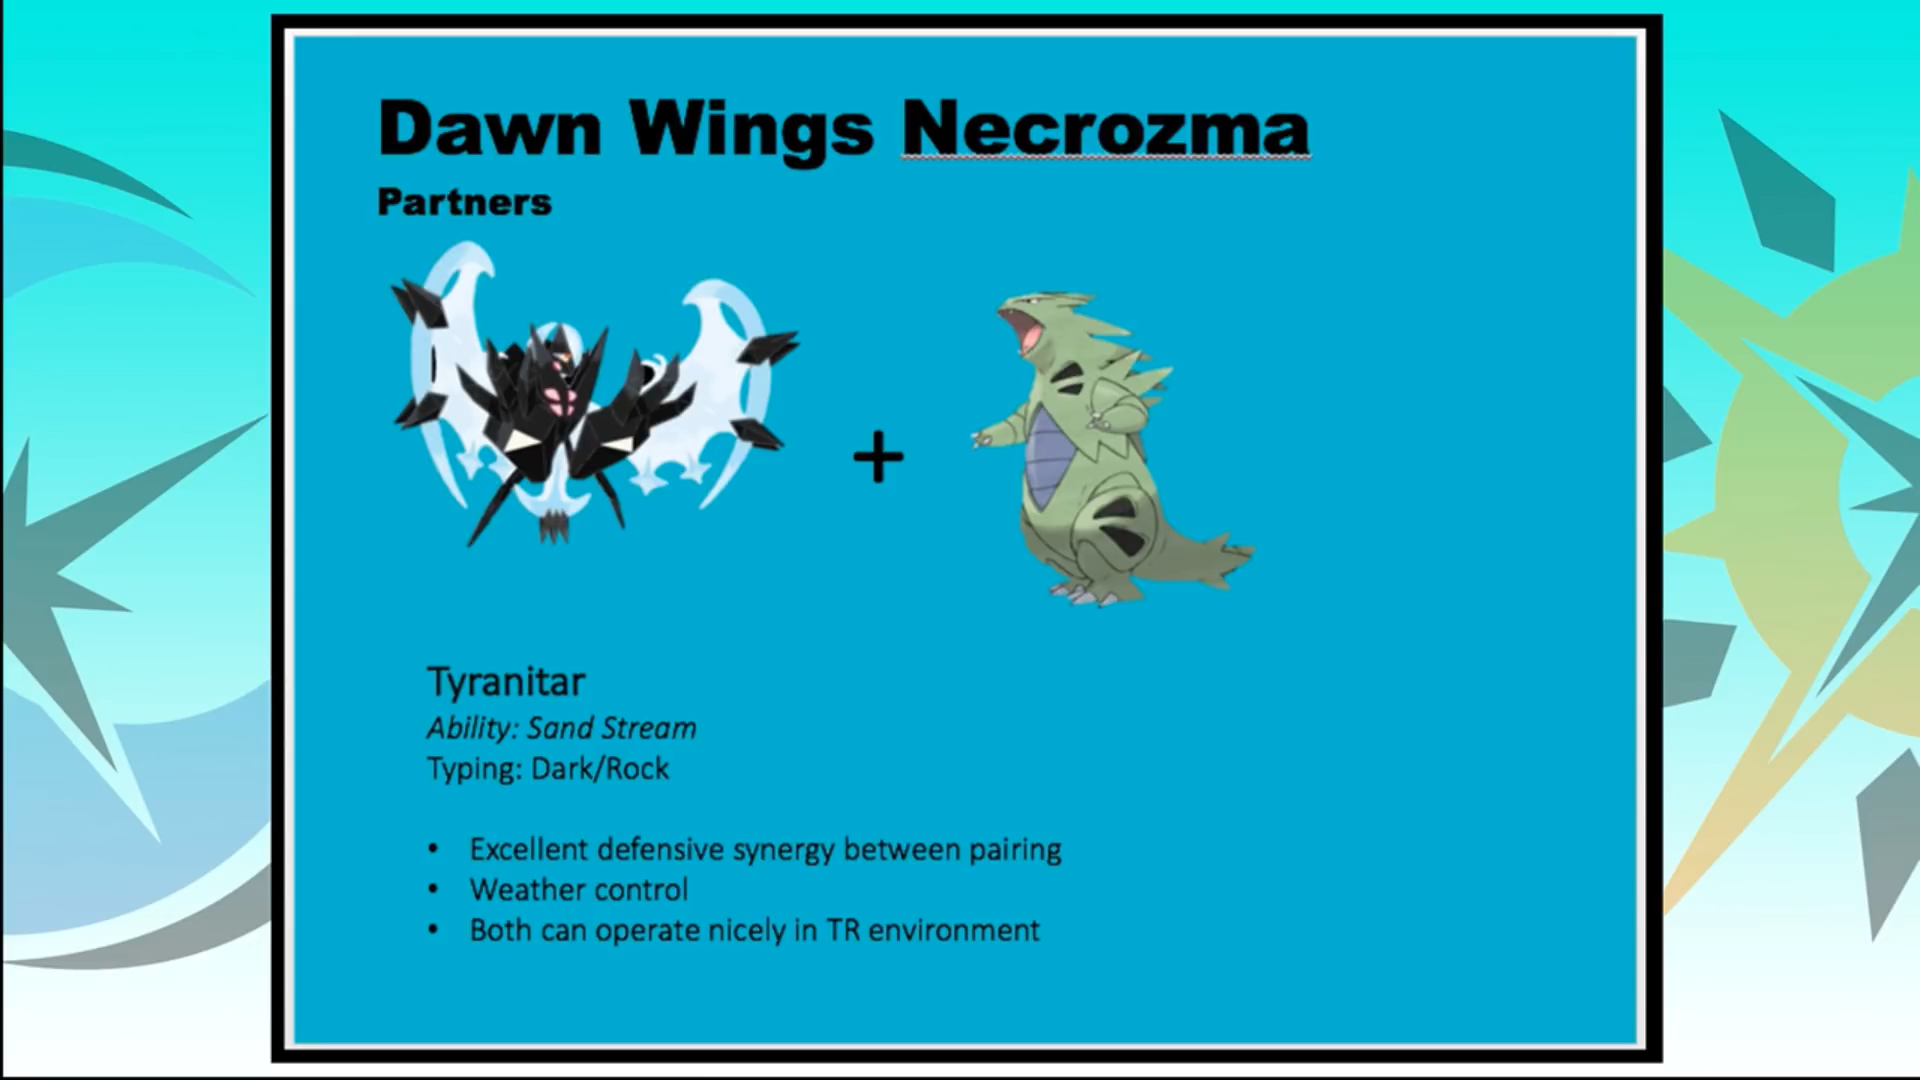 Dawn Wings Necrozma
Partners
+
Tyranitar
Ability: Sand Stream
Typing: Dark/Rock
• Excellent defensive synergy between pairing
• Weather control
• Both can operate nicely in TR environment